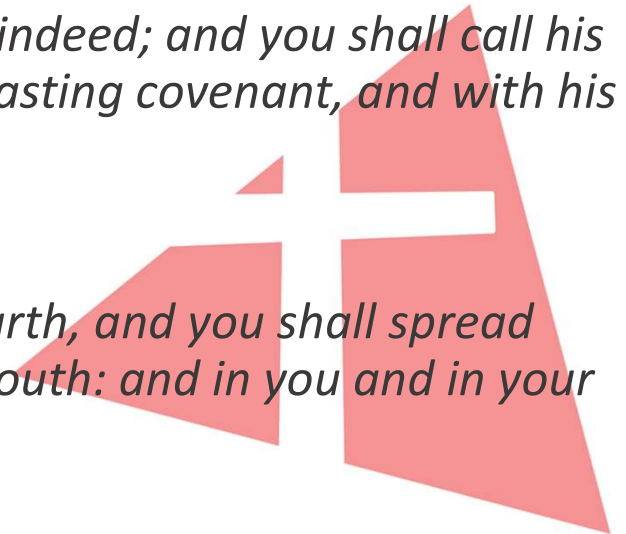 indeed; and you shall call his
asting covenant, and with his
rth, and you shall spread
outh: and in you and in your